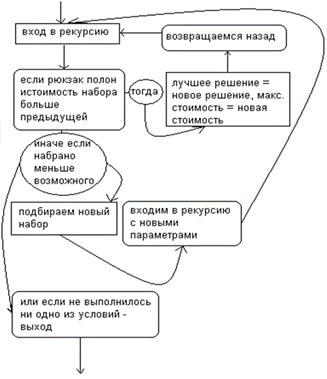 вход в рекурсию
возвращаемся назад
если рюкзак полон
истоимость набора
больше
предыдущей
тогда
лучшее решение =
новое решение, макс.
стоимость = новая
стоимость
иначе если
набрано
меньше
возможного
подбираем новый
набор
входим в рекурсию
с новыми
параметрами
или если не выполнилось
ни одно из условий -
выход